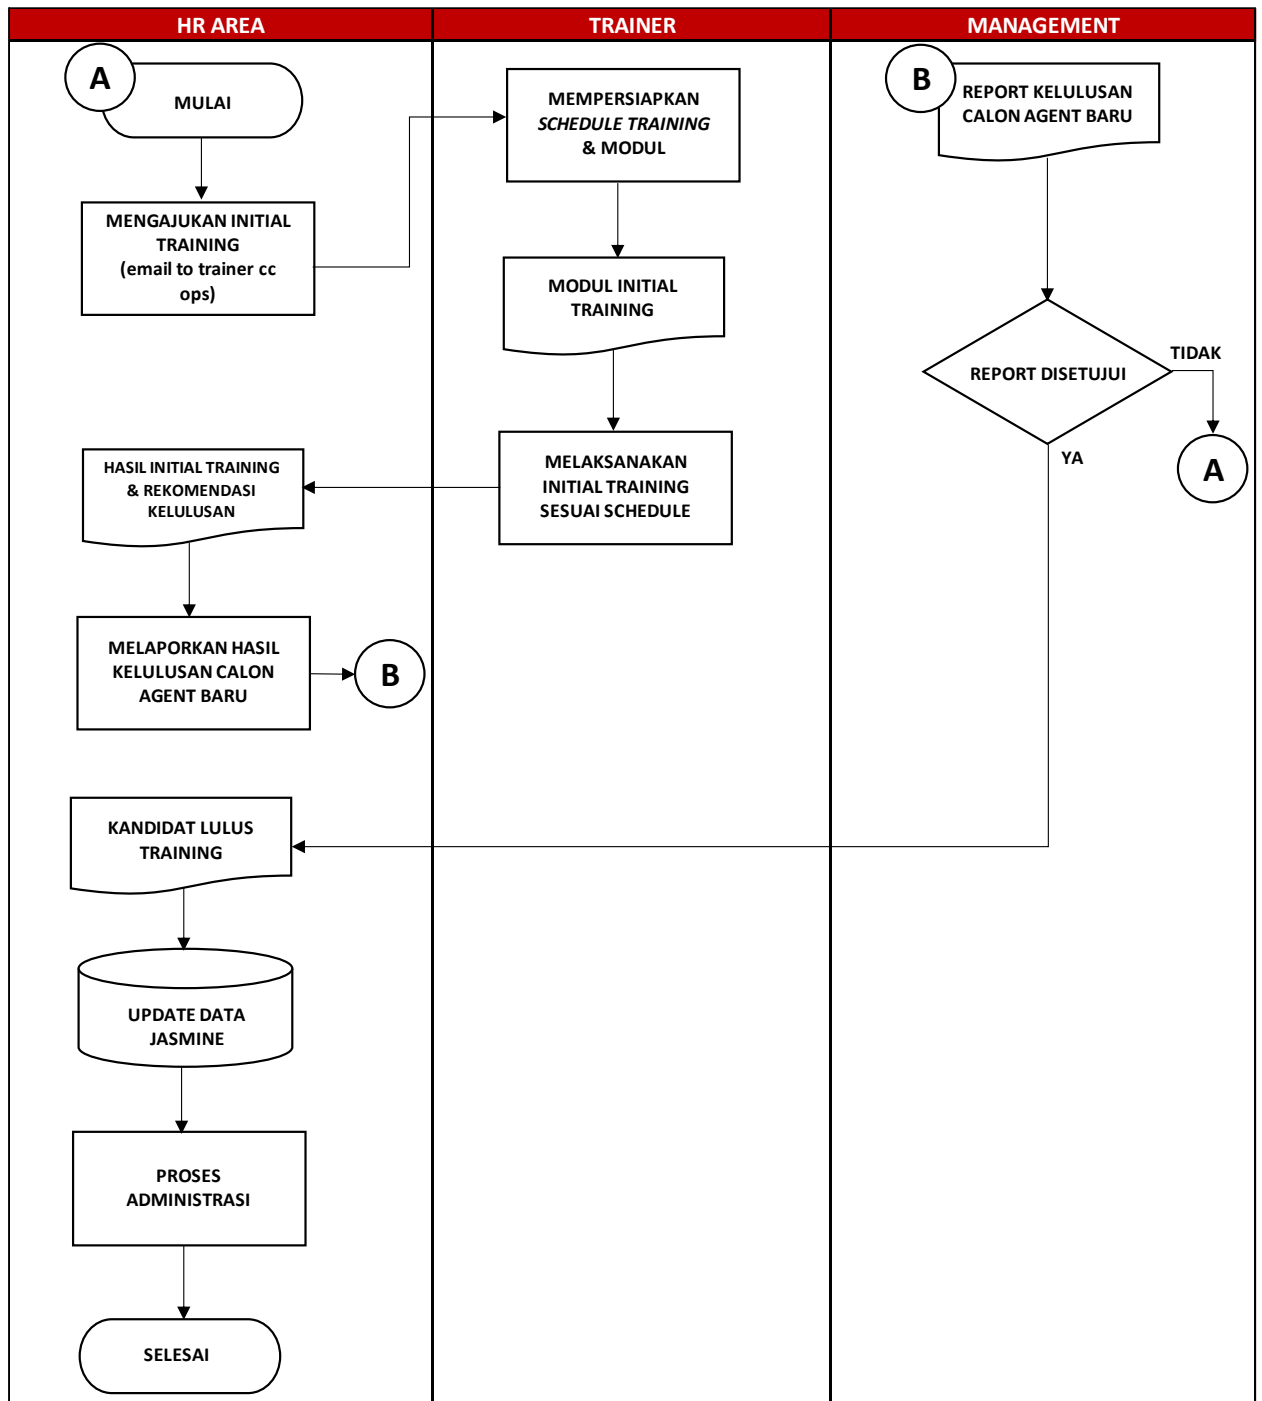 HR AREA
TRAINER
MANAGEMENT
A
MULAI
MENGAJUKAN INITIAL
TRAINING
(email to trainer cc
ops)
MEMPERSIAPKAN
SCHEDULE TRAINING
& MODUL
MODUL INITIAL
TRAINING
MELAKSANAKAN
INITIAL TRAINING
SESUAI SCHEDULE
HASIL INITIAL TRAINING
& REKOMENDASI
KELULUSAN
MELAPORKAN HASIL
KELULUSAN CALON
AGENT BARU
B
B
REPORT KELULUSAN
CALON AGENT BARU
REPORT DISETUJUI
TIDAK
A
YA
KANDIDAT LULUS
TRAINING
UPDATE DATA
JASMINE
PROSES
ADMINISTRASI
SELESAI